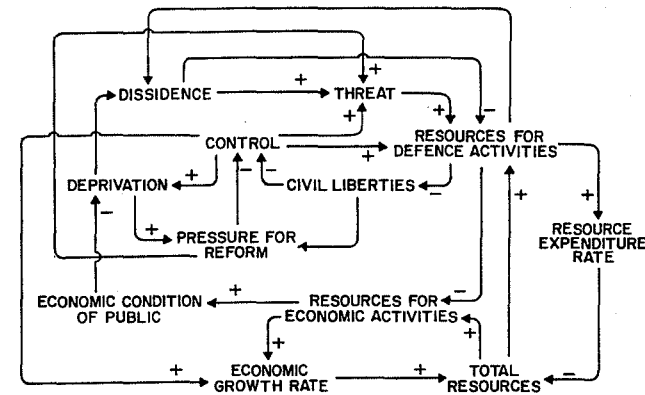 +
+
DISSIDENCE
THREAT
+
−
+
CONTROL
RESOURCES FOR
DEFENCE ACTIVITIES
+
DEPRIVATION
+
−
−
CIVIL LIBERTIES
−
+
+
+
PRESSURE FOR
REFORM
−
RESOURCE
EXPENDITURE
RATE
ECONOMIC CONDITION
OF PUBLIC
+
RESOURCES FOR
ECONOMIC ACTIVITIES
−
+
+
+
ECONOMIC
GROWTH RATE
+
TOTAL
RESOURCES
−